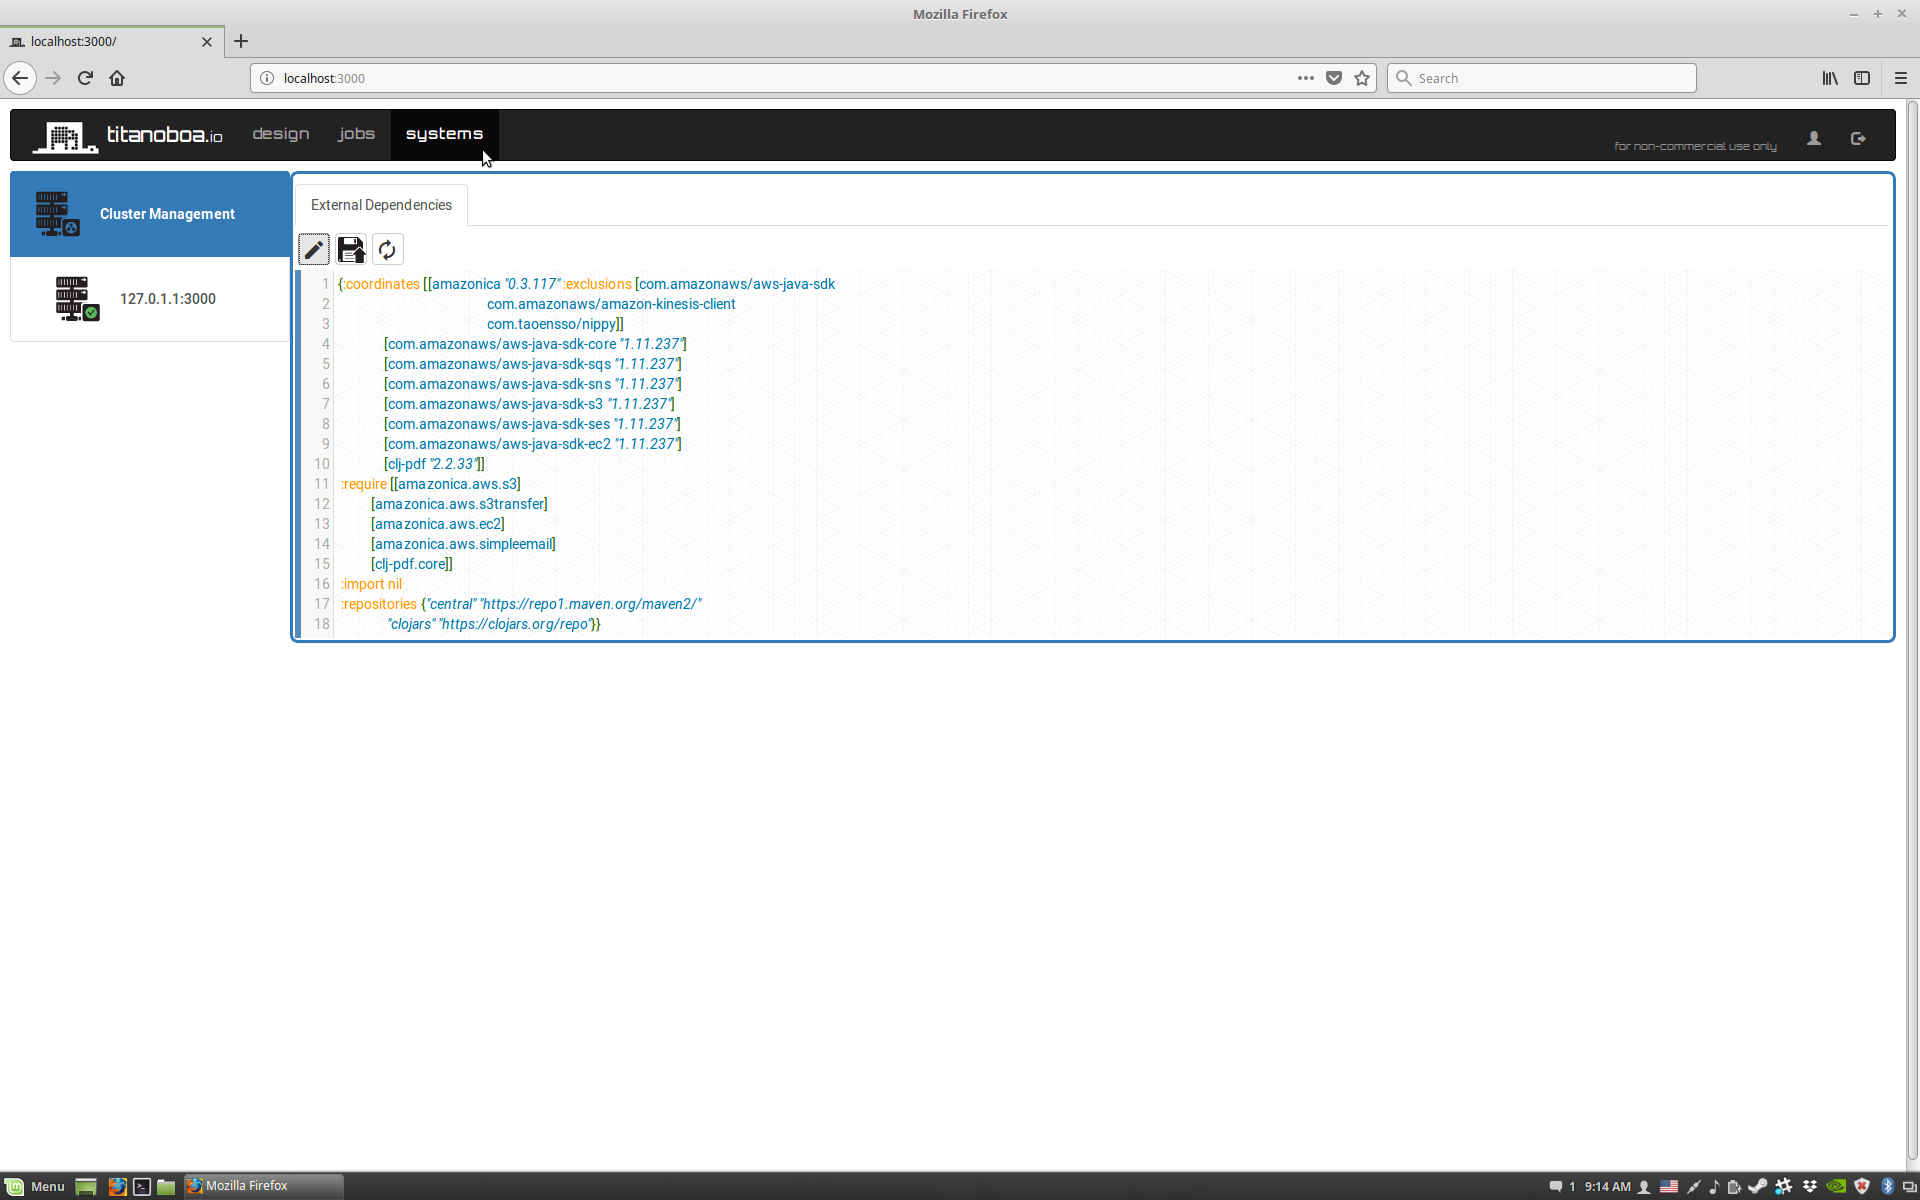 Mozilla Firefox
localhost:3000/
localhost:3000
Search
titanoboa.io
design
jobs
systems
for non-commercial use only
Cluster Management
127.0.1.1:3000
External Dependencies
1 {:coordinates [[amazonica "0.3.117" :exclusions [com.amazonaws/aws-java-sdk
2 com.amazonaws/amazon-kinesis-client
3 com.taoensso/nippy]]
4 [com.amazonaws/aws-java-sdk-core "1.11.237"]
5 [com.amazonaws/aws-java-sdk-sqs "1.11.237"]
6 [com.amazonaws/aws-java-sdk-sns "1.11.237"]
7 [com.amazonaws/aws-java-sdk-s3 "1.11.237"]
8 [com.amazonaws/aws-java-sdk-ses "1.11.237"]
9 [com.amazonaws/aws-java-sdk-ec2 "1.11.237"]
10 [clj-pdf "2.2.33"]]
11 :require [[amazonica.aws.s3]
12 [amazonica.aws.s3transfer]
13 [amazonica.aws.ec2]
14 [amazonica.aws.simpleemail]
15 [clj-pdf.core]]
16 :import nil
17 :repositories {"central" "https://repo1.maven.org/maven2/"
18 "clojars" "https://clojars.org/repo"}}
Menu
Mozilla Firefox
1
9:14 AM